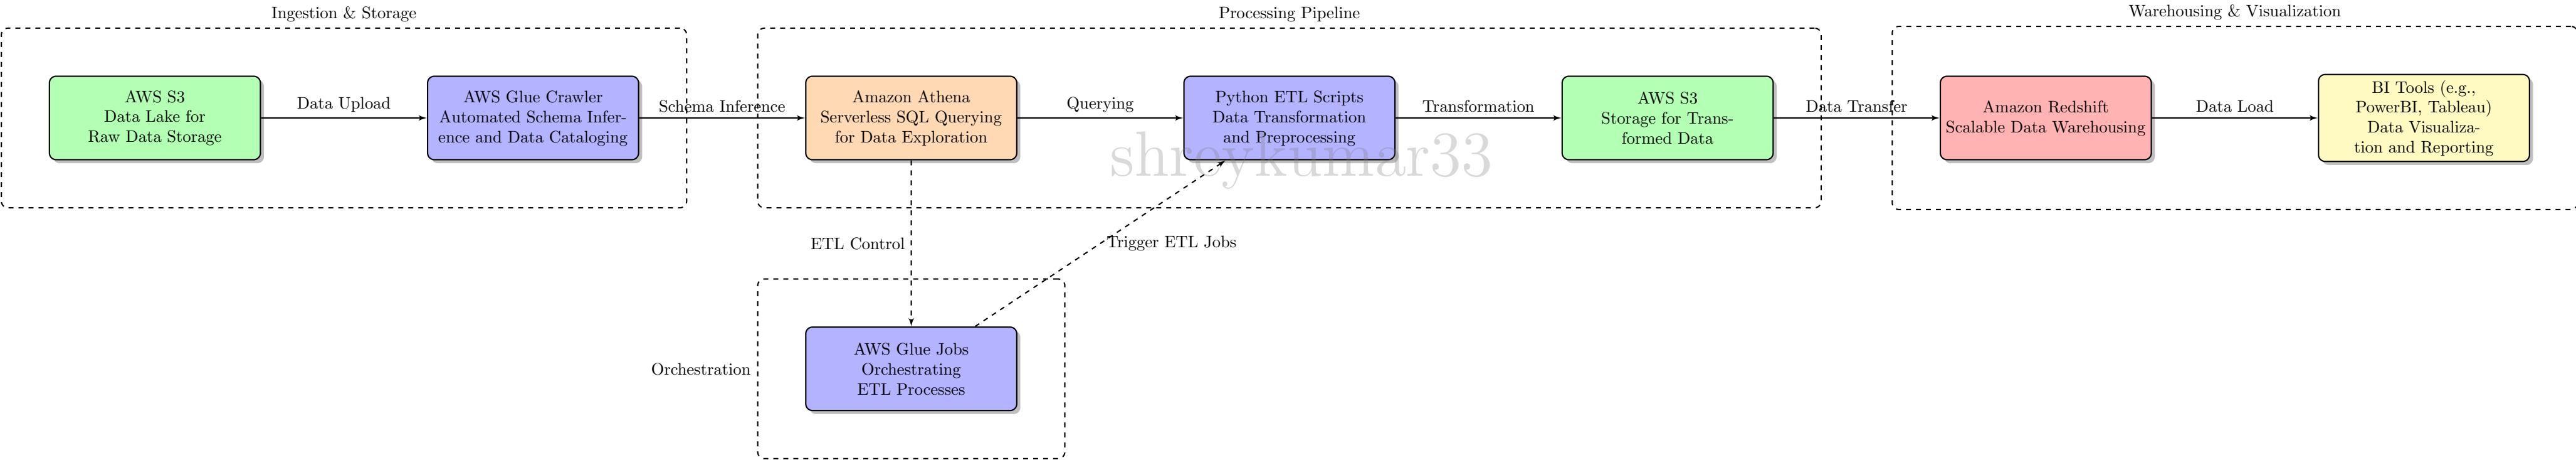 Ingestion & Storage
Processing Pipeline
Warehousing & Visualization
AWS S3
Data Lake for
Raw Data Storage
Data Upload
AWS Glue Crawler
Automated Schema Infer-
ence and Data Cataloging
Schema Inference
Amazon Athena
Serverless SQL Querying
for Data Exploration
Querying
Python ETL Scripts
Data Transformation
and Preprocessing
Transformation
AWS S3
Storage for Trans-
formed Data
Data Transfer
Amazon Redshift
Scalable Data Warehousing
Data Load
BI Tools (e.g.,
PowerBI, Tableau)
Data Visualiza-
tion and Reporting
shreykumar33
ETL Control
Trigger ETL Jobs
Orchestration
AWS Glue Jobs
Orchestrating
ETL Processes